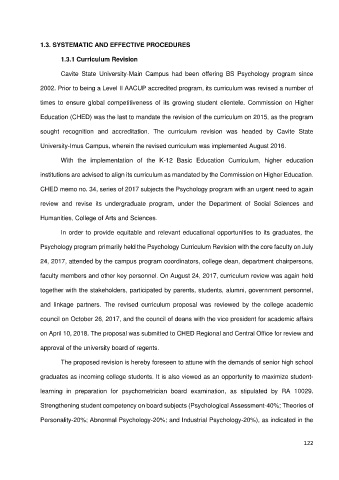 1.3. SYSTEMATIC AND EFFECTIVE PROCEDURES
1.3.1 Curriculum Revision
Cavite State University-Main Campus had been offering BS Psychology program since
2002. Prior to being a Level II AACUP accredited program, its curriculum was revised a number of
times to ensure global competitiveness of its growing student clientele. Commission on Higher
Education (CHED) was the last to mandate the revision of the curriculum on 2015, as the program
sought recognition and accreditation. The curriculum revision was headed by Cavite State
University-Imus Campus, wherein the revised curriculum was implemented August 2016.
With the implementation of the K-12 Basic Education Curriculum, higher education
institutions are advised to align its curriculum as mandated by the Commission on Higher Education.
CHED memo no. 34, series of 2017 subjects the Psychology program with an urgent need to again
review and revise its undergraduate program, under the Department of Social Sciences and
Humanities, College of Arts and Sciences.
In order to provide equitable and relevant educational opportunities to its graduates, the
Psychology program primarily held the Psychology Curriculum Revision with the core faculty on July
24, 2017, attended by the campus program coordinators, college dean, department chairpersons,
faculty members and other key personnel. On August 24, 2017, curriculum review was again held
together with the stakeholders, participated by parents, students, alumni, government personnel,
and linkage partners. The revised curriculum proposal was reviewed by the college academic
council on October 26, 2017, and the council of deans with the vice president for academic affairs
on April 10, 2018. The proposal was submitted to CHED Regional and Central Office for review and
approval of the university board of regents.
The proposed revision is hereby foreseen to attune with the demands of senior high school
graduates as incoming college students. It is also viewed as an opportunity to maximize student-
learning in preparation for psychometrician board examination, as stipulated by RA 10029.
Strengthening student competency on board subjects (Psychological Assessment-40%; Theories of
Personality-20%; Abnormal Psychology-20%; and Industrial Psychology-20%), as indicated in the
122